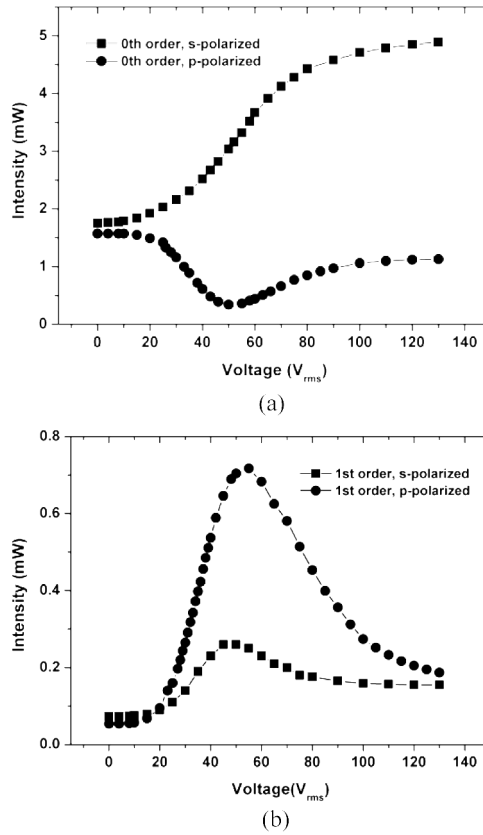 (a)
5
4
3
2
1
0
Intensity (mW)
0th order, s-polarized
0th order, p-polarized
0 20 40 60 80 100 120 140
Voltage (Vrms)
(a)
0.8
0.6
0.4
0.2
0.0
Intensity (mW)
1st order, s-polarized
1st order, p-polarized
0 20 40 60 80 100 120 140
Voltage(Vrms)
(b)